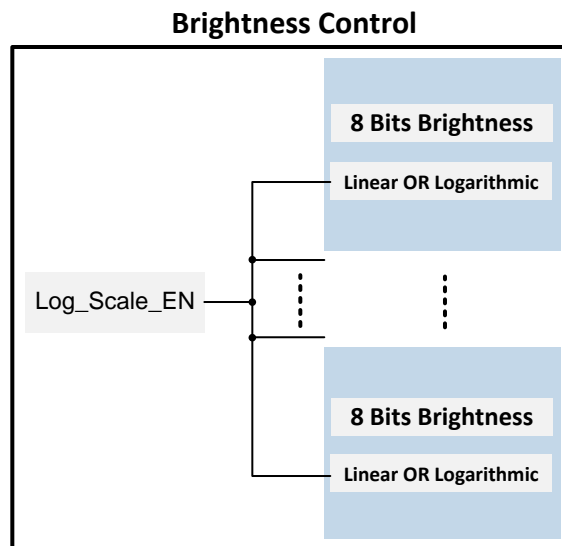 Brightness Control
8 Bits Brightness
Linear OR Logarithmic
Log_Scale_EN
8 Bits Brightness
Linear OR Logarithmic